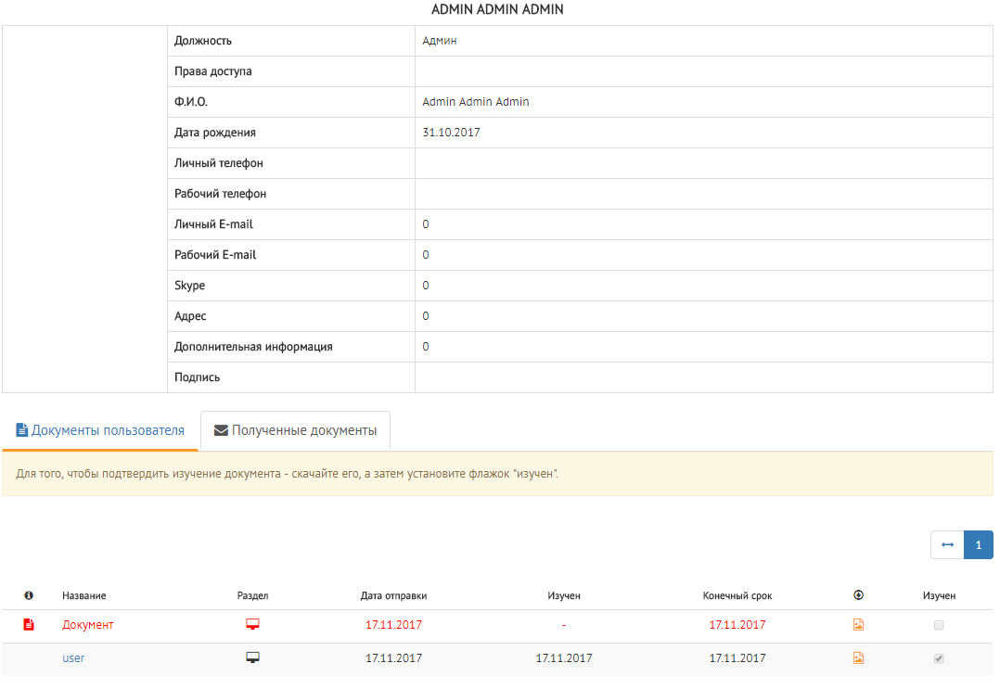 ADMIN ADMIN ADMIN
Должность Админ
Права доступа
Ф.И.О. Admin Admin Admin
Дата рождения 31.10.2017
Личный телефон
Рабочий телефон
Личный E-mail 0
Рабочий E-mail 0
Skype 0
Адрес 0
Дополнительная информация 0
Подпись
Документы пользователя Полученные документы
Для того, чтобы подтвердить изучение документа - скачайте его, а затем установите флажок "изучен".
1
Название Раздел Дата отправки Изучен Конечный срок Изучен
Документ 17.11.2017 - 17.11.2017
user 17.11.2017 17.11.2017 17.11.2017